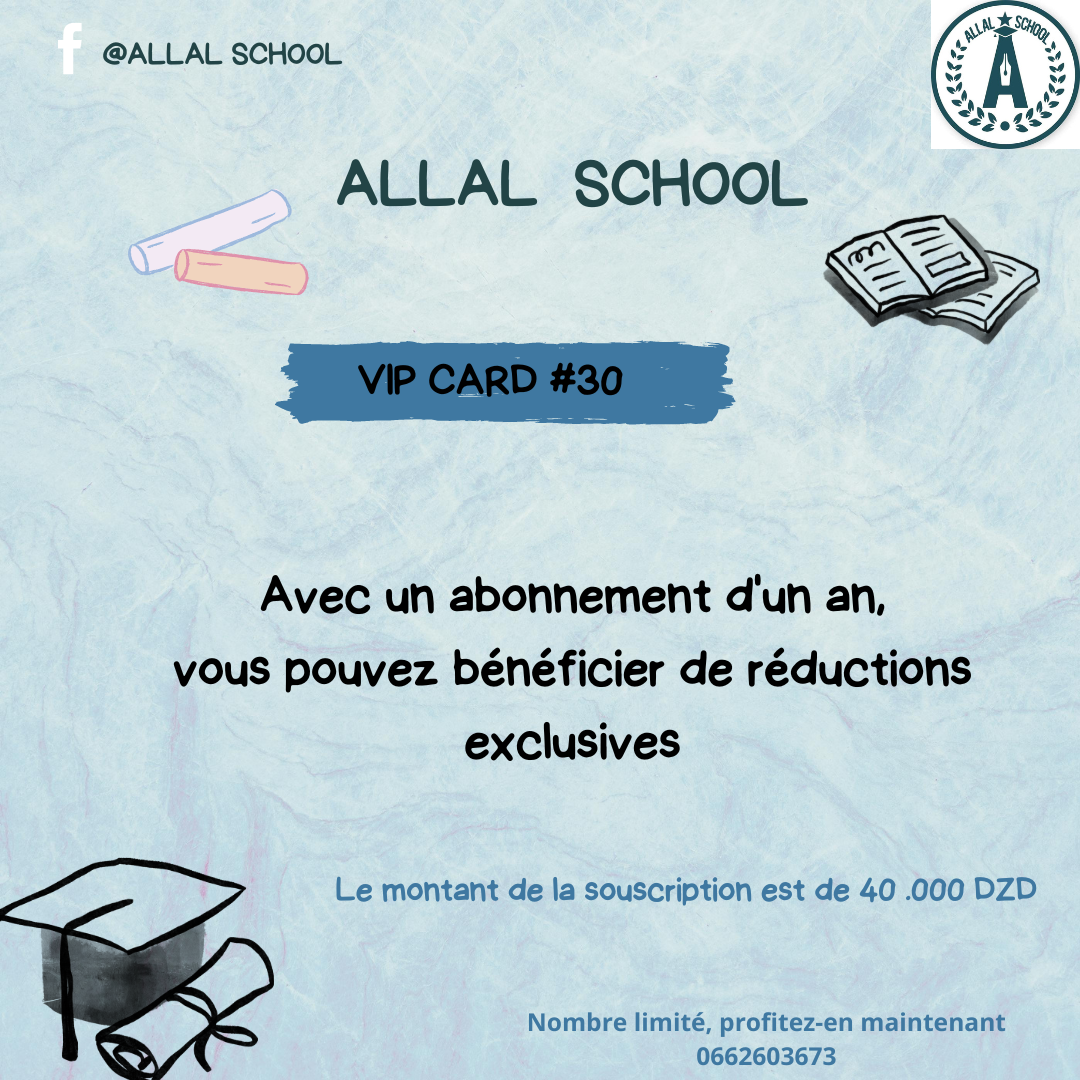 @ALLAL SCHOOL
ALLAL SCHOOL
A
ALLAL SCHOOL
VIP CARD #30
Avec un abonnement d'un an,
vous pouvez bénéficier de réductions
exclusives
Le montant de la souscription est de 40 .000 DZD
Nombre limité, profitez-en maintenant
0662603673